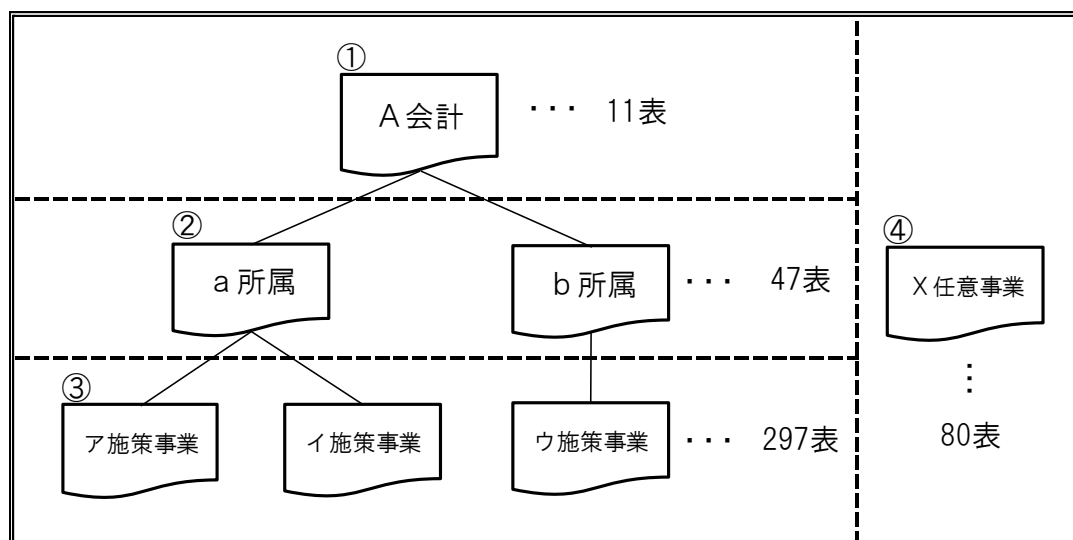 ①
A会計 ··· 11表
②
a所属
b所属 ··· 47表
④
X任意事業
⋮
80表
③
ア施策事業
イ施策事業
ウ施策事業 ··· 297表